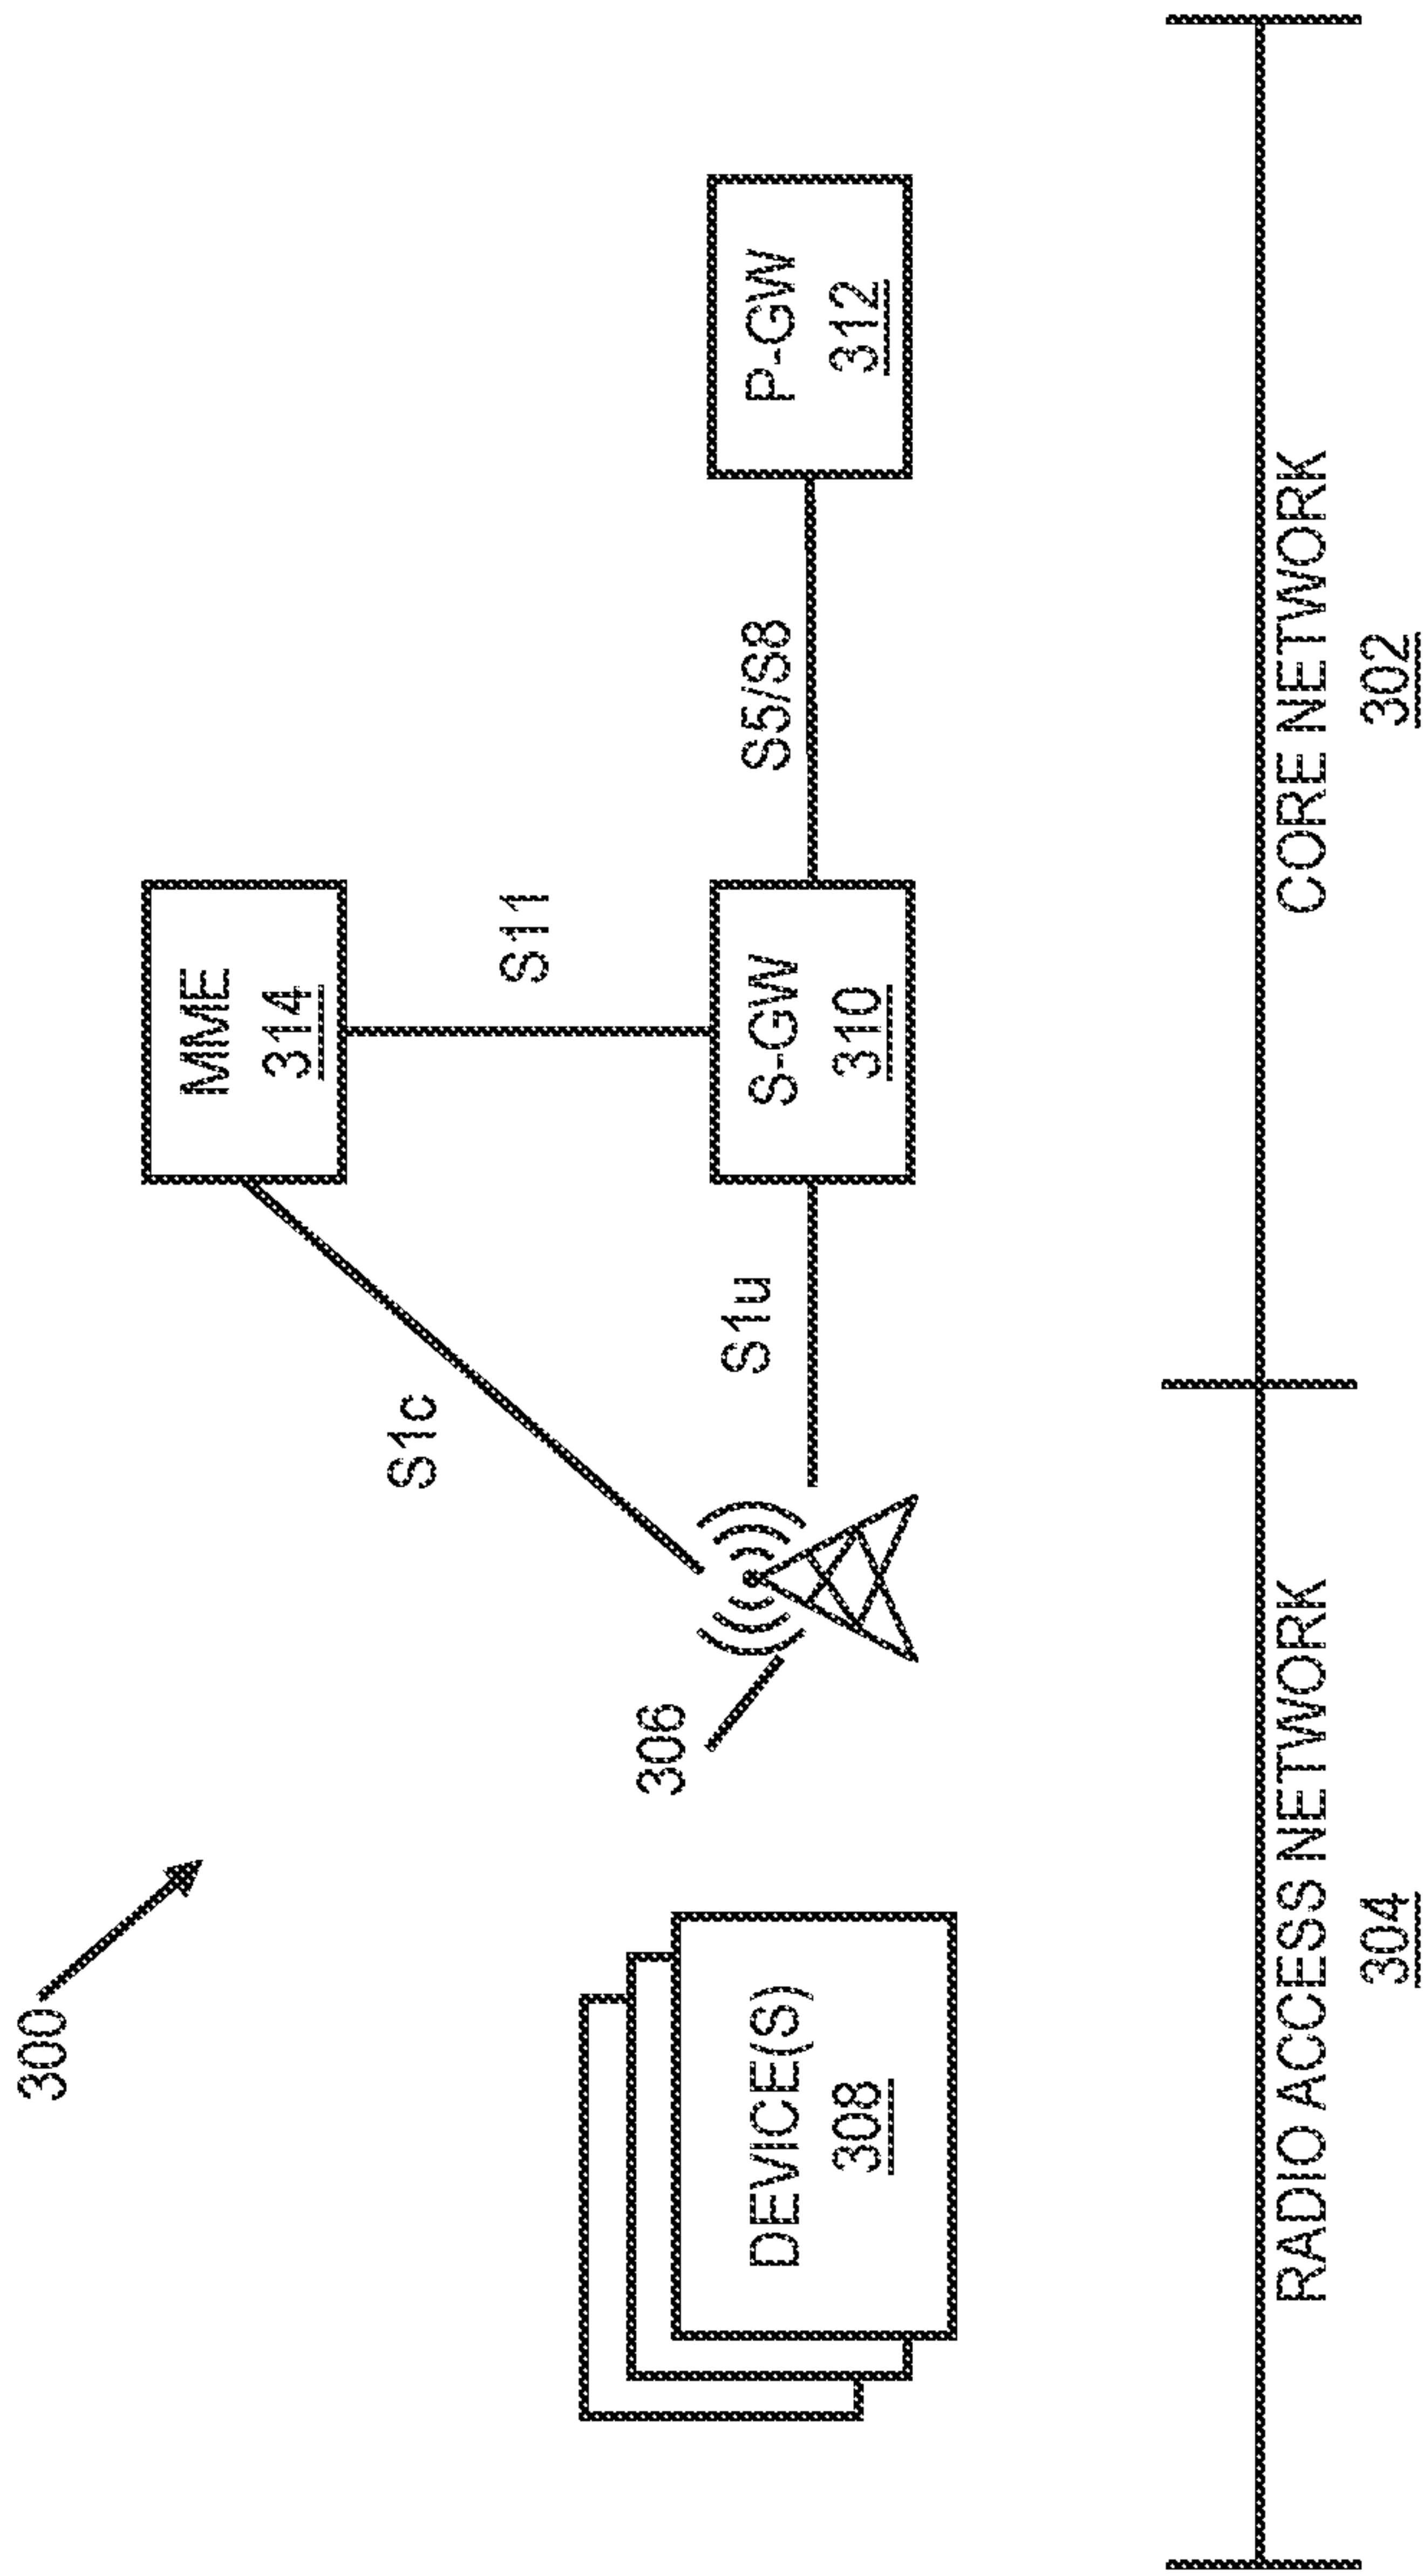 300
MME
314
S1c
S11
306
S1u
S5/S8
DEVICE(S)
308
S-GW
310
P-GW
312
RADIO ACCESS NETWORK
304
CORE NETWORK
302